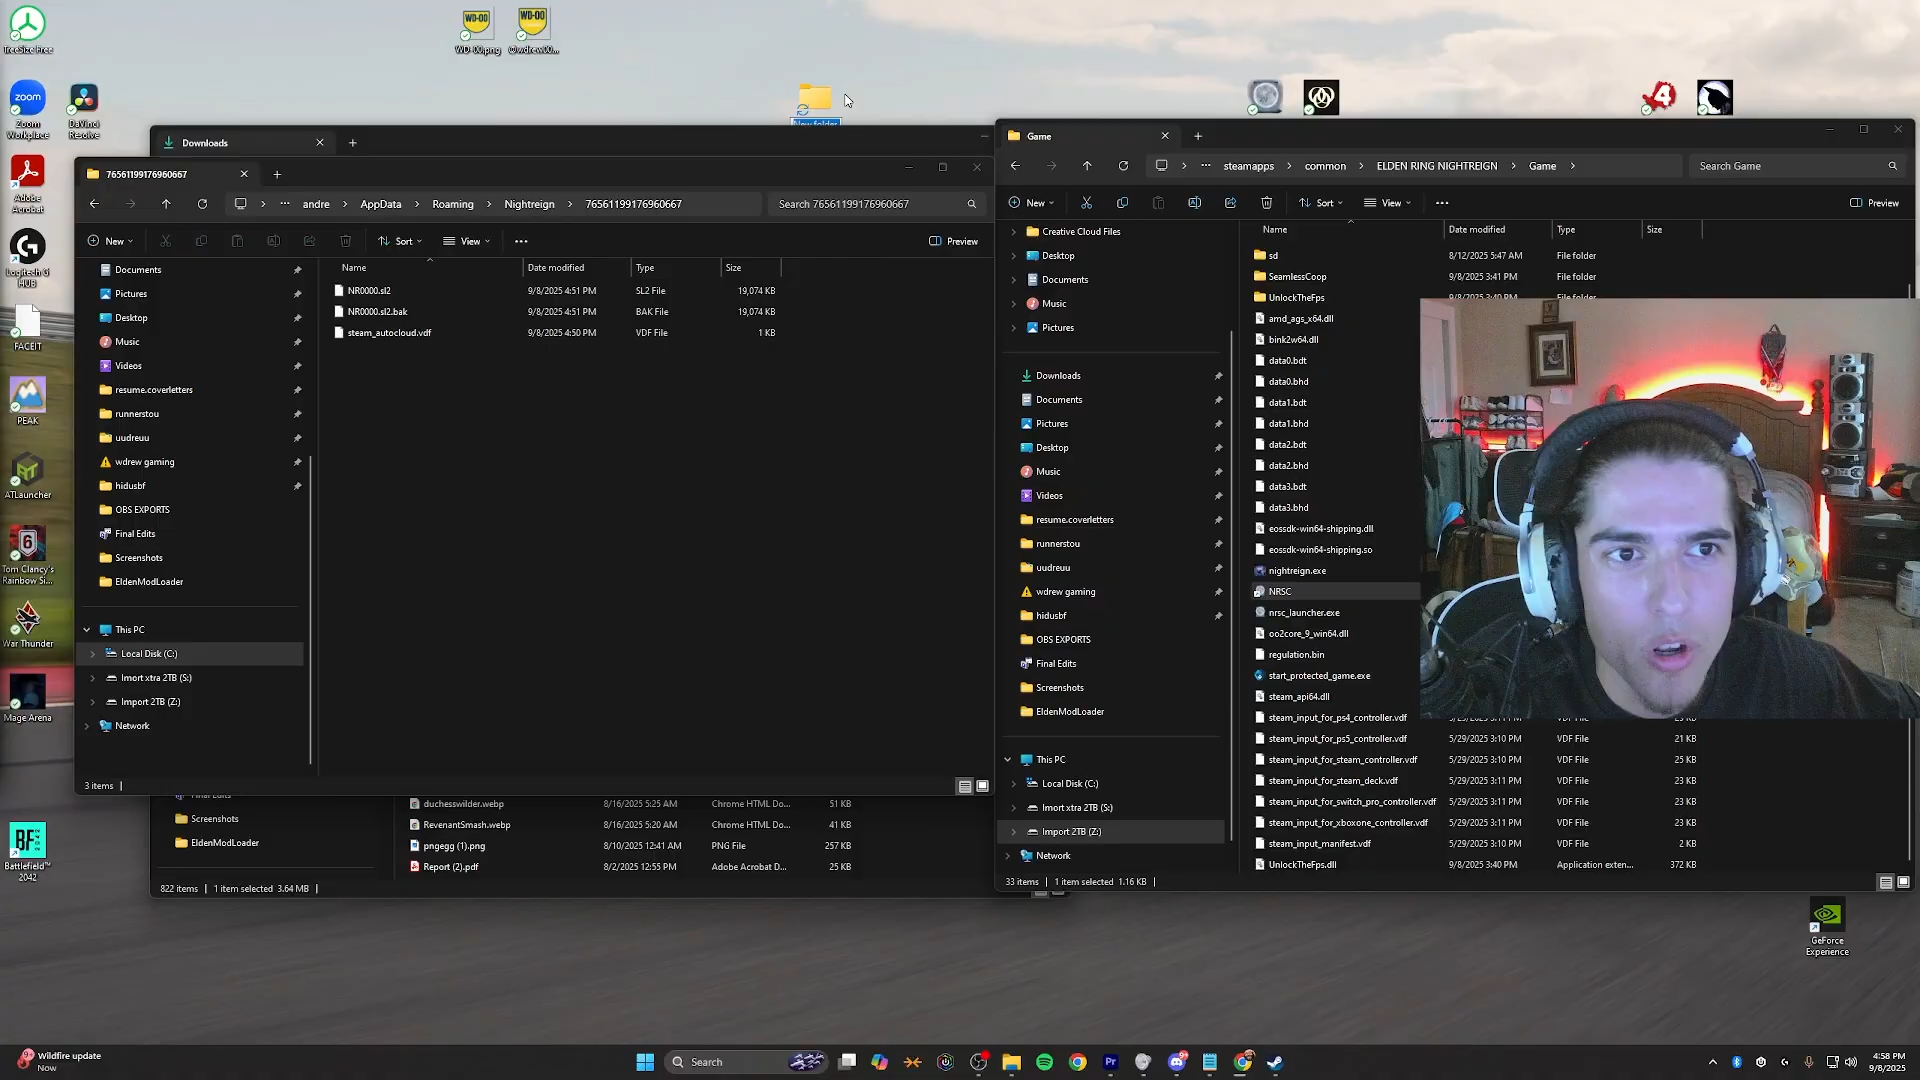 TreeSize Free
WD-00.png
@wdrew00...
zoom
Zoom
Workplace
DaVinci
Resolve
New folder
Adobe
Acrobat
Logitech G
HUB
FACEIT
PEAK
ATLauncher
Tom Clancy's
Rainbow Si...
War Thunder
Mage Arena
BF
Battlefield™
2042
Downloads
76561199176960667
andre
AppData
Roaming
Nightreign
76561199176960667
Search 76561199176960667
New
Sort
View
Preview
Documents
Pictures
Desktop
Music
Videos
resume.coverletters
runnerstou
uudreuu
wdrew gaming
hidusbf
OBS EXPORTS
Final Edits
Screenshots
EldenModLoader
This PC
Local Disk (C:)
Imort xtra 2TB (S:)
Import 2TB (Z:)
Network
3 items
Name Date modified Type Size
NR0000.sl2 9/8/2025 4:51 PM SL2 File 19,074 KB
NR0000.sl2.bak 9/8/2025 4:51 PM BAK File 19,074 KB
steam_autocloud.vdf 9/8/2025 4:50 PM VDF File 1 KB
Final Edits
Screenshots
EldenModLoader
duchesswilder.webp 8/16/2025 5:25 AM Chrome HTML Do... 51 KB
RevenantSmash.webp 8/16/2025 5:20 AM Chrome HTML Do... 41 KB
pngegg (1).png 8/10/2025 12:41 AM PNG File 257 KB
Report (2).pdf 8/2/2025 12:55 PM Adobe Acrobat D... 25 KB
822 items 1 item selected 3.64 MB
Game
steamapps
common
ELDEN RING NIGHTREIGN
Game
Search Game
New
Sort
View
Preview
Creative Cloud Files
Desktop
Documents
Music
Pictures
Downloads
Documents
Pictures
Desktop
Music
Videos
resume.coverletters
runnerstou
uudreuu
wdrew gaming
hidusbf
OBS EXPORTS
Final Edits
Screenshots
EldenModLoader
This PC
Local Disk (C:)
Imort xtra 2TB (S:)
Import 2TB (Z:)
Network
Name Date modified Type Size
sd 8/12/2025 5:47 AM File folder
SeamlessCoop 9/8/2025 3:41 PM File folder
UnlockTheFps 9/8/2025 3:40 PM File folder
amd_ags_x64.dll
bink2w64.dll
data0.bdt
data0.bhd
data1.bdt
data1.bhd
data2.bdt
data2.bhd
data3.bdt
data3.bhd
eossdk-win64-shipping.dll
eossdk-win64-shipping.so
nightreign.exe
NRSC
nrsc_launcher.exe
oo2core_9_win64.dll
regulation.bin
start_protected_game.exe
steam_api64.dll
steam_input_for_ps4_controller.vdf
steam_input_for_ps5_controller.vdf 5/29/2025 3:10 PM VDF File 21 KB
steam_input_for_steam_controller.vdf 5/29/2025 3:10 PM VDF File 25 KB
steam_input_for_steam_deck.vdf 5/29/2025 3:11 PM VDF File 23 KB
steam_input_for_switch_pro_controller.vdf 5/29/2025 3:11 PM VDF File 23 KB
steam_input_for_xboxone_controller.vdf 5/29/2025 3:11 PM VDF File 23 KB
steam_input_manifest.vdf 5/29/2025 3:10 PM VDF File 2 KB
UnlockTheFps.dll 9/8/2025 3:40 PM Application exten... 372 KB
33 items 1 item selected 1.16 KB
GeForce
Experience
Wildfire update
Now
Search
Pr
4:58 PM
9/8/2025